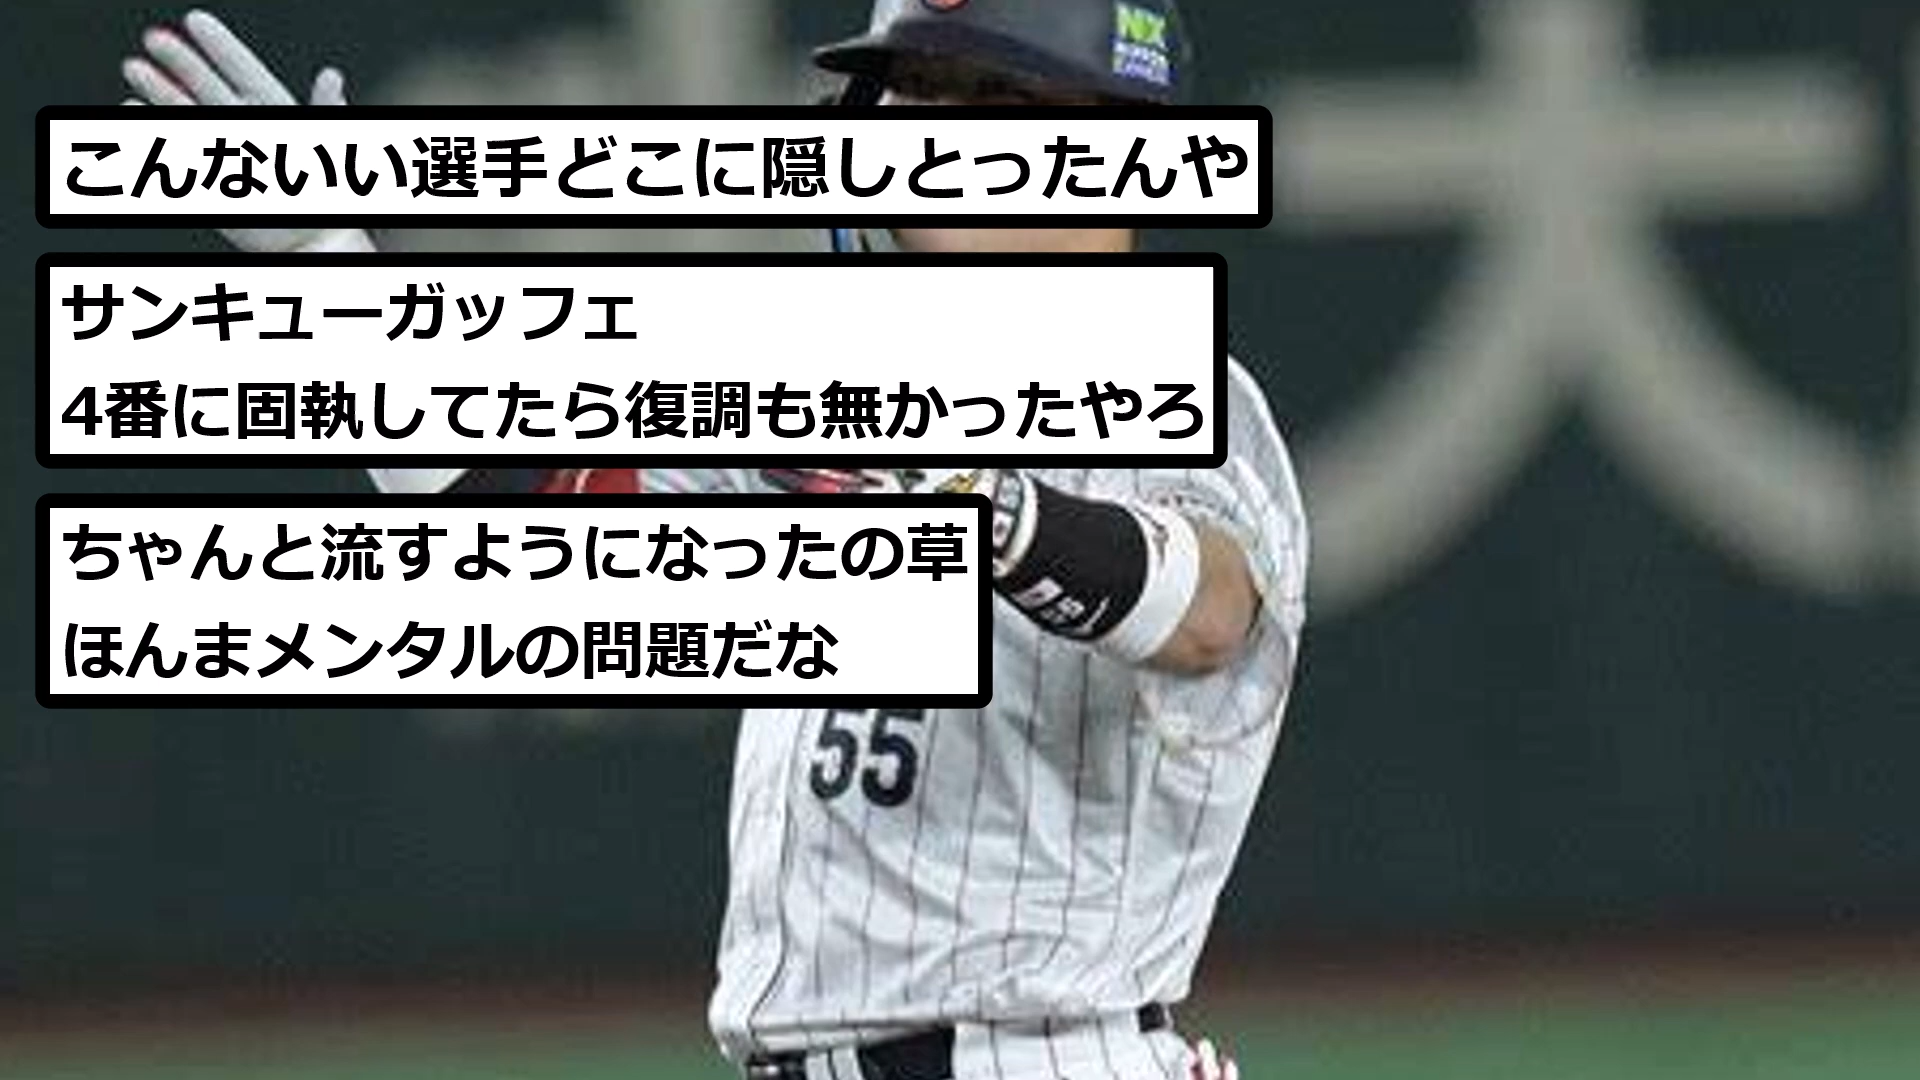 NX
こんないい選手どこに隠しとったんや
サンキューガッフェ
4番に固執してたら復調も無かったやろ
ちゃんと流すようになったの草
ほんまメンタルの問題だな
55
大